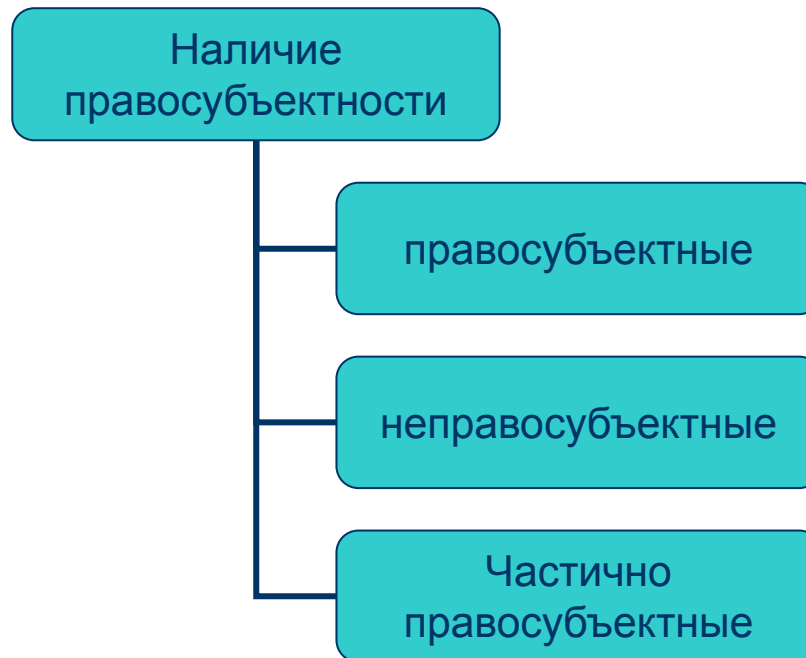 Наличие
правосубъектности
правосубъектные
неправосубъектные
Частично
правосубъектные